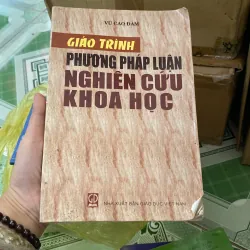 VŨ CAO ĐÀM
GIÁO TRÌNH
PHƯƠNG PHÁP LUẬN
NGHIÊN CỨU
KHOA HỌC
NHÀ XUẤT BẢN GIÁO DỤC VIỆT NAM